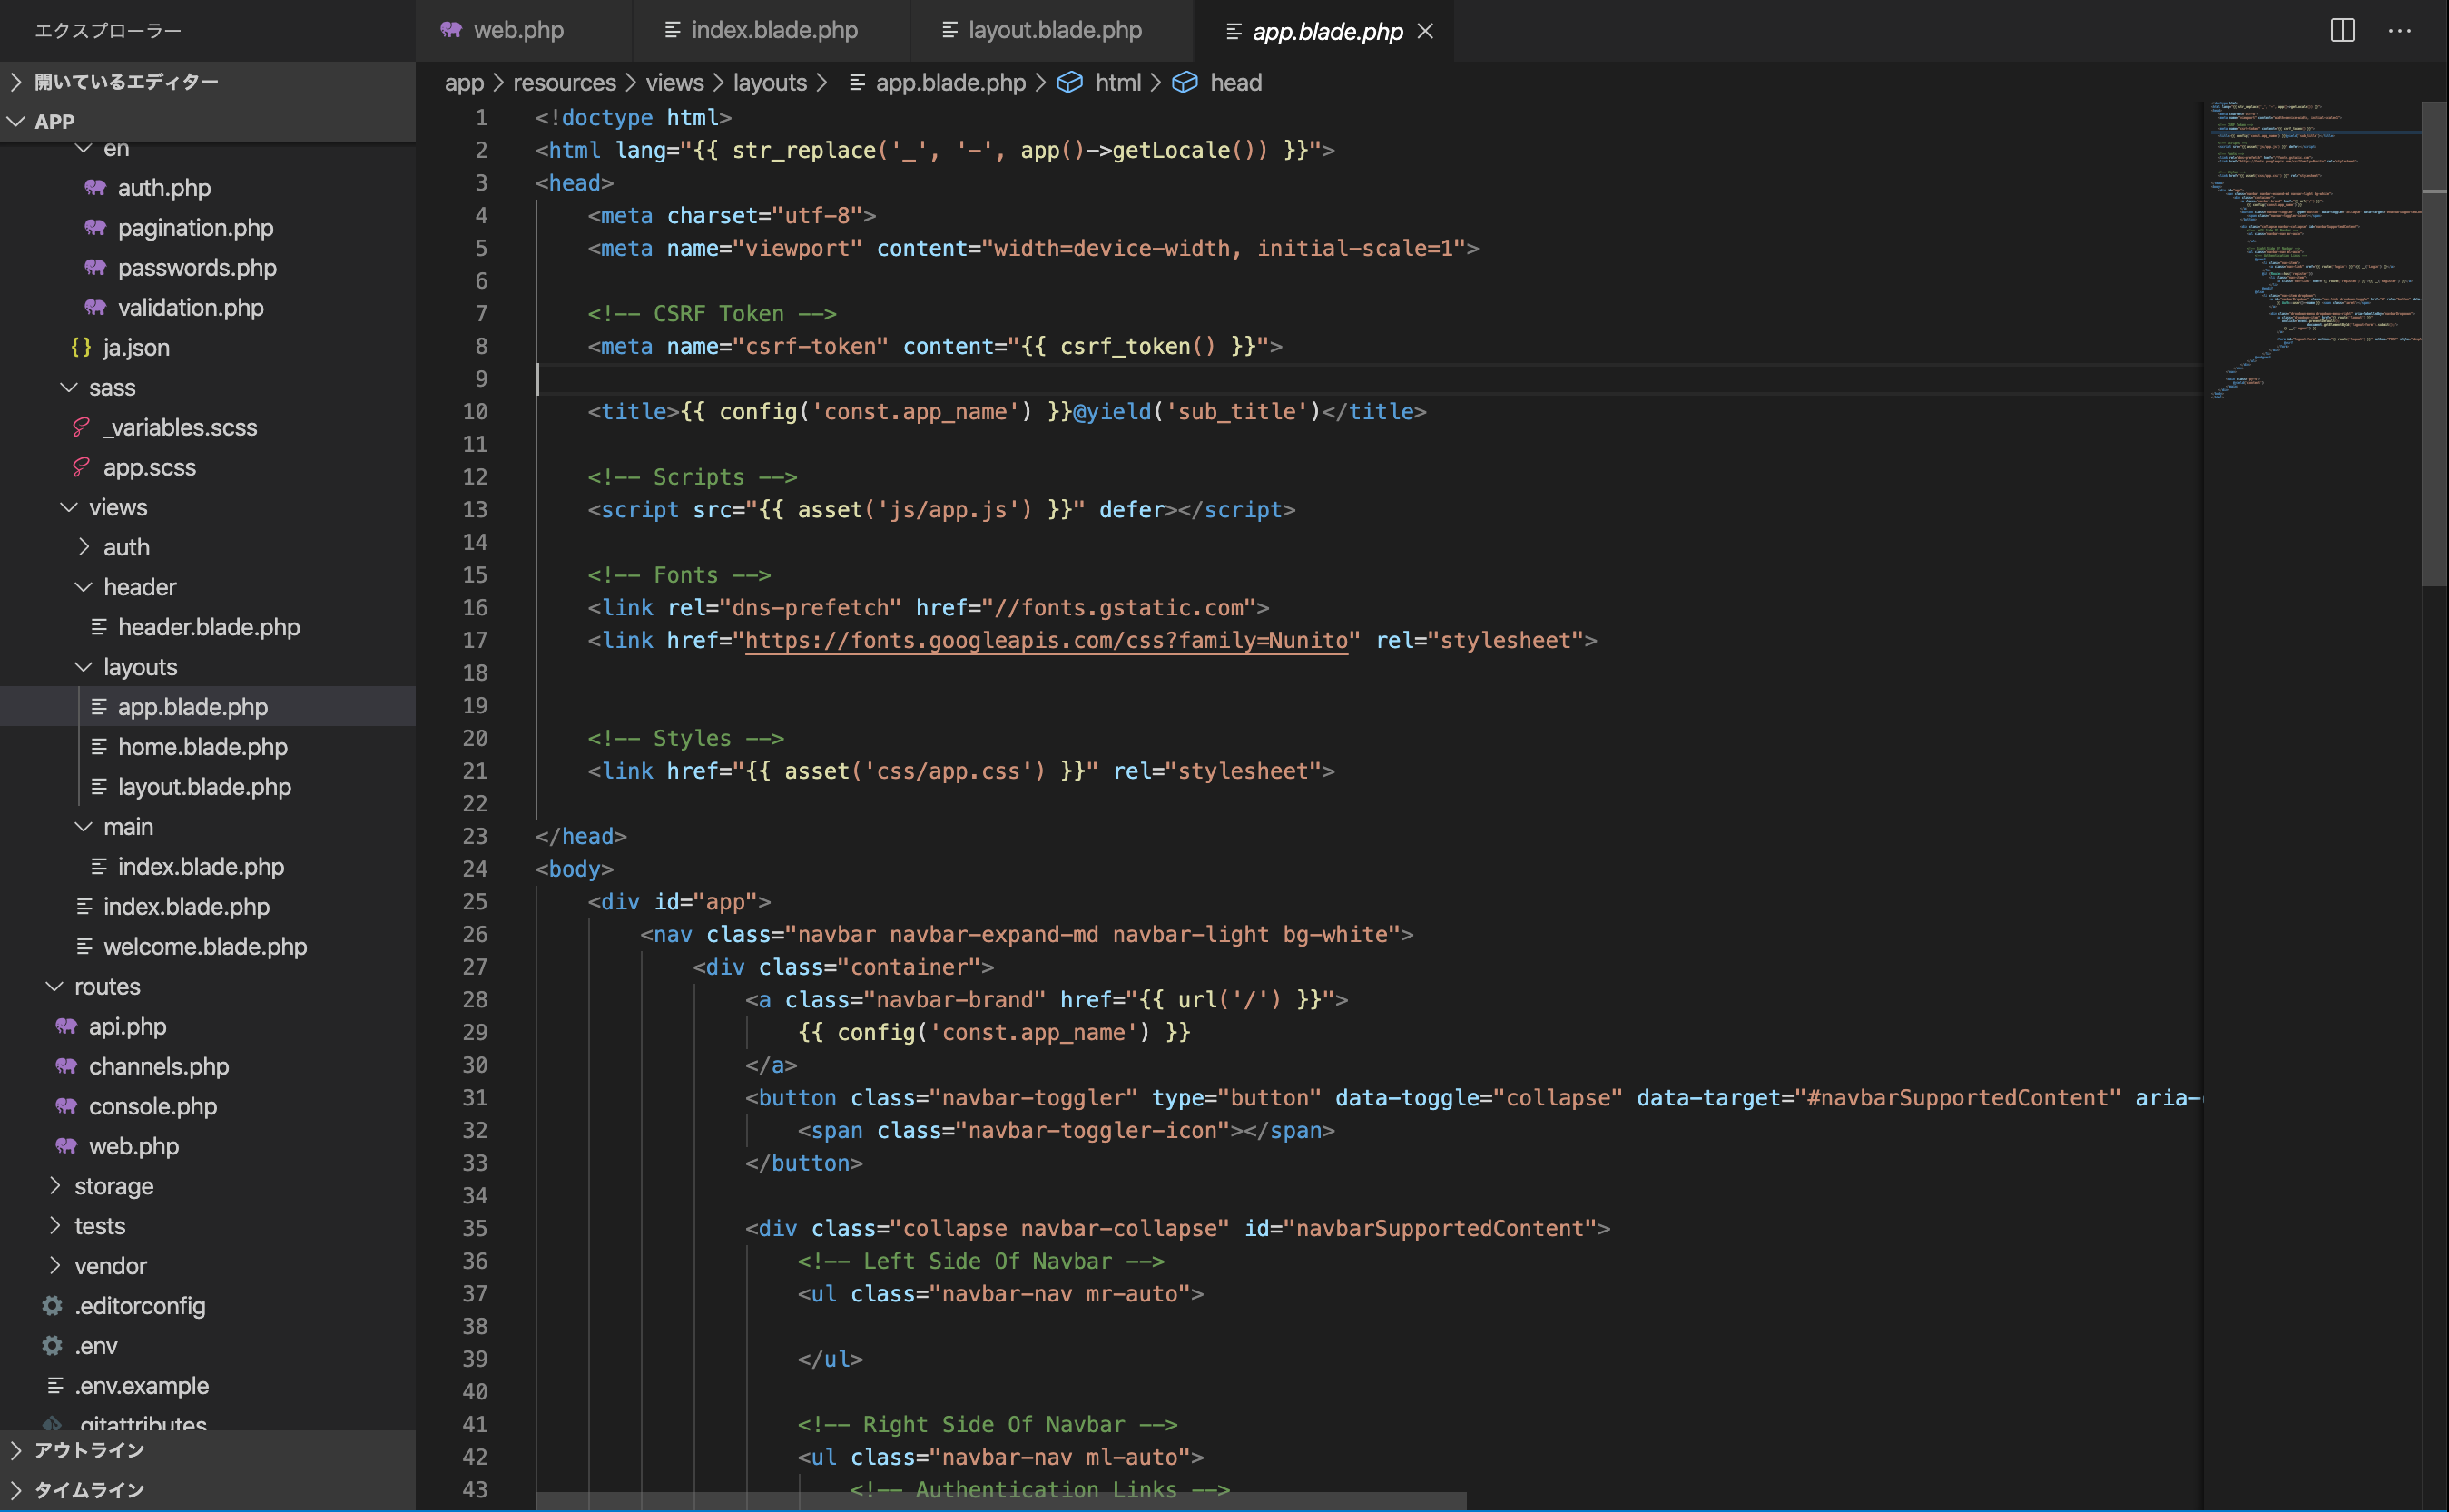 エクスプローラー
開いているエディター
APP
en
auth.php
pagination.php
passwords.php
validation.php
ja.json
sass
_variables.scss
app.scss
views
auth
header
header.blade.php
layouts
app.blade.php
home.blade.php
layout.blade.php
main
index.blade.php
index.blade.php
welcome.blade.php
routes
api.php
channels.php
console.php
web.php
storage
tests
vendor
.editorconfig
.env
.env.example
.gitattributes
アウトライン
タイムライン
web.php index.blade.php layout.blade.php app.blade.php
app > resources > views > layouts > app.blade.php > html > head
1 <!doctype html>
2 <html lang="{{ str_replace('_', '-', app()->getLocale()) }}">
3 <head>
4 <meta charset="utf-8">
5 <meta name="viewport" content="width=device-width, initial-scale=1">
6
7 <!-- CSRF Token -->
8 <meta name="csrf-token" content="{{ csrf_token() }}">
9
10 <title>{{ config('const.app_name') }}@yield('sub_title')</title>
11
12 <!-- Scripts -->
13 <script src="{{ asset('js/app.js') }}" defer></script>
14
15 <!-- Fonts -->
16 <link rel="dns-prefetch" href="//fonts.gstatic.com">
17 <link href="https://fonts.googleapis.com/css?family=Nunito" rel="stylesheet">
18
19
20 <!-- Styles -->
21 <link href="{{ asset('css/app.css') }}" rel="stylesheet">
22
23 </head>
24 <body>
25 <div id="app">
26 <nav class="navbar navbar-expand-md navbar-light bg-white">
27 <div class="container">
28 <a class="navbar-brand" href="{{ url('/') }}">
29 {{ config('const.app_name') }}
30 </a>
31 <button class="navbar-toggler" type="button" data-toggle="collapse" data-target="#navbarSupportedContent" aria-
32 <span class="navbar-toggler-icon"></span>
33 </button>
34
35 <div class="collapse navbar-collapse" id="navbarSupportedContent">
36 <!-- Left Side Of Navbar -->
37 <ul class="navbar-nav mr-auto">
38
39 </ul>
40
41 <!-- Right Side Of Navbar -->
42 <ul class="navbar-nav ml-auto">
43 <!-- Authentication Links -->